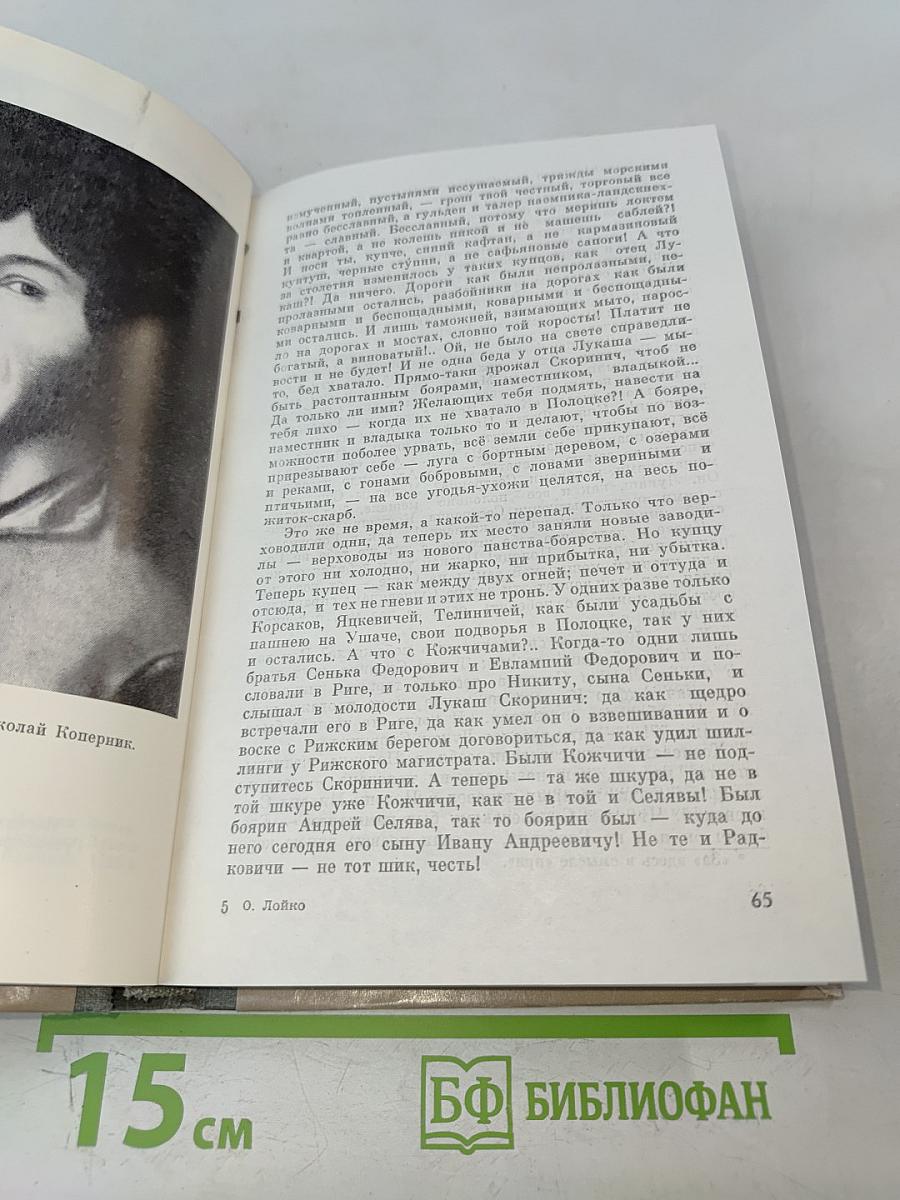 колай Коперник.
измученный, пустынями иссушаемый, трижды морскими
волнами топленный, — грош твой честный, торговый все
равно бесславный, а гульден и талер наемника-ландскнех-
та — славный. Бесславный, потому что меришь локтем
и квартой, а не колешь пикой и не машешь саблей?!
И носи ты, купче, синий кафтан, а не кармазиновый
кунтуш, черные сту́пни, а не сафьяновые сапоги! А что
за столетия изменилось у таких купцов, как отец Лу-
каш?! Да ничего. Дороги как были непролазными, не-
пролазными остались, разбойники на дорогах как были
коварными и беспощадными, коварными и беспощадны-
ми остались. И лишь таможней, взимающих мыто, нарос-
ло на дорогах и мостах, словно той коросты! Платит не
богатый, а виноватый!.. Ой, не было на свете справедли-
вости и не будет! И не одна беда у отца Лукаша — мы-
то, бед хватало. Прямо-таки дрожал Скоринич, чтоб не
быть растоптанным боярами, наместником, владыкой...
Да только ли ими? Желающих тебя подмять, навести на
тебя лихо — когда их не хватало в Полоцке?! А бояре,
наместник и владыка только то и делают, чтобы по воз-
можности поболее урвать, всё земли себе прикупают, всё
прирезывают себе — луга с бортным деревом, с озерами
и реками, с гонами бобровыми, с ловами звериными и
птичьими, — на все угодья-ухожи целятся, на весь по-
житок-скарб.
Это же не время, а какой-то перепад. Только что вер-
ховодили одни, да теперь их место заняли новые заводи-
лы — верховоды из нового панства-боярства. Но купцу
от этого ни холодно, ни жарко, ни прибытка, ни убытка.
Теперь купец — как между двух огней; печет и оттуда и
отсюда, и тех не гневи и этих не тронь. У одних разве только
Корсаков, Яцкевичей, Телиничей, как были усадьбы с
пашнею на Ушаче, свои подворья в Полоцке, так у них
и остались. А что с Кожчичами?.. Когда-то одни лишь
братья Сенька Федорович и Евлампий Федорович и по-
словали в Риге, и только про Никиту, сына Сеньки, и
слышал в молодости Лукаш Скоринич: да как щедро
встречали его в Риге, да как умел он о взвешивании и о
воске с Рижским берегом договориться, да как удил шил-
линги у Рижского магистрата. Были Кожчичи — не под-
ступитесь Скориничи. А теперь — та же шкура, да не в
той шкуре уже Кожчичи, как не в той и Селявы! Был
боярин Андрей Селява, так то боярин был — куда до
него сегодня его сыну Ивану Андреевичу! Не те и Рад-
ковичи — не тот шик, честь!
5 О. Лойко
65
15 см
БФ БИБЛИОФАН